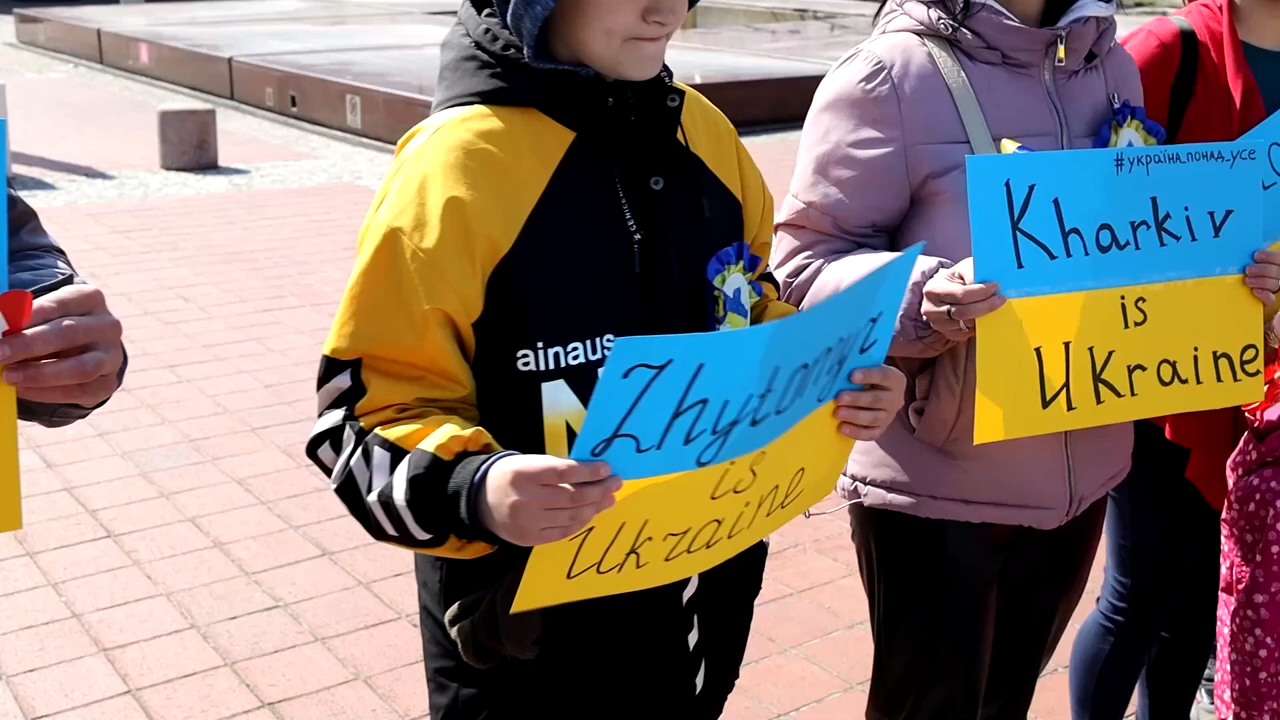 ainaus
Zhytomyr
is
Ukraine
#україна_понад_усе
Kharkiv
is
Ukraine